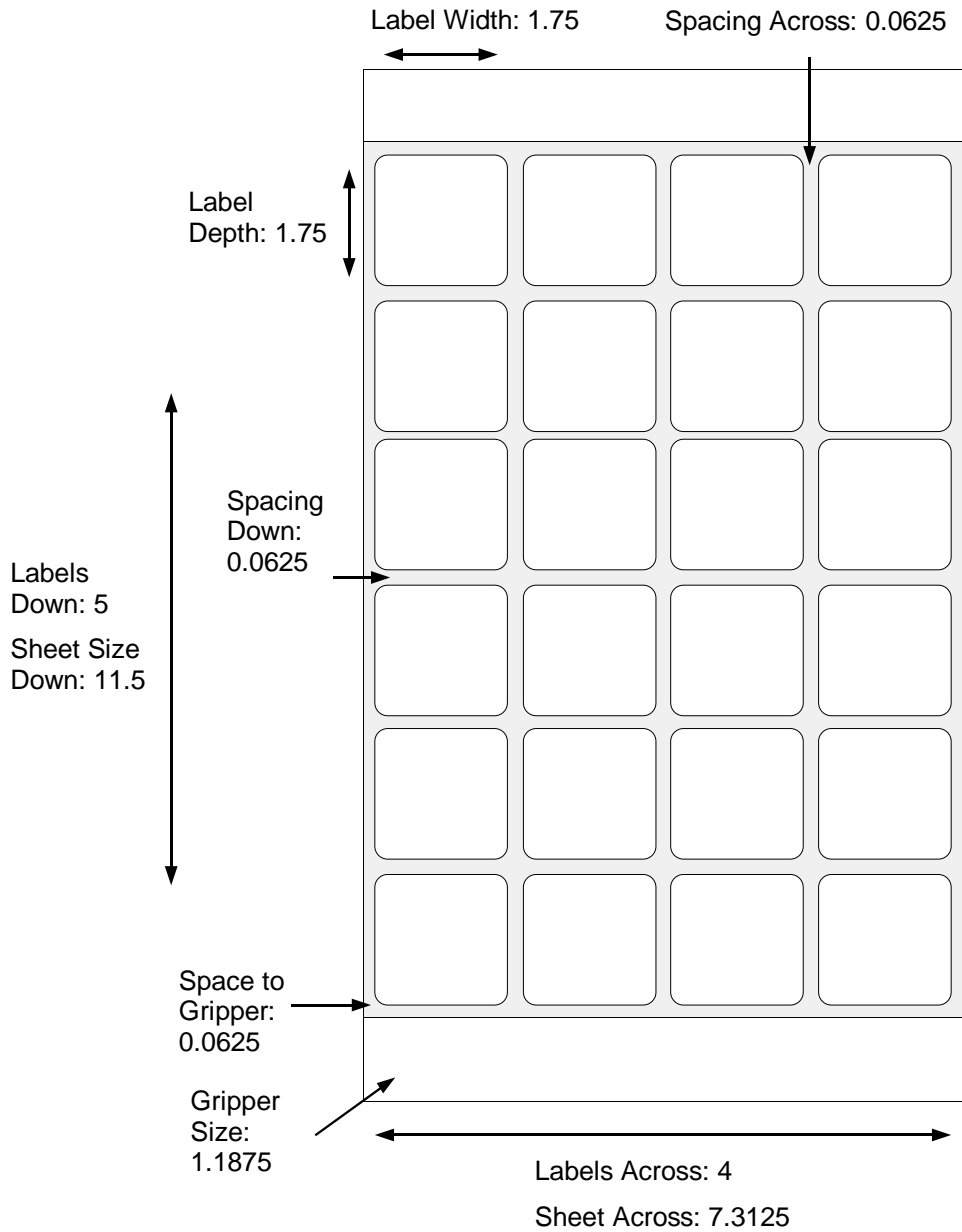 Label Width: 1.75
Spacing Across: 0.0625
Label
Depth: 1.75
Spacing
Down:
0.0625
Labels
Down: 5
Sheet Size
Down: 11.5
Space to
Gripper:
0.0625
Gripper
Size:
1.1875
Labels Across: 4
Sheet Across: 7.3125